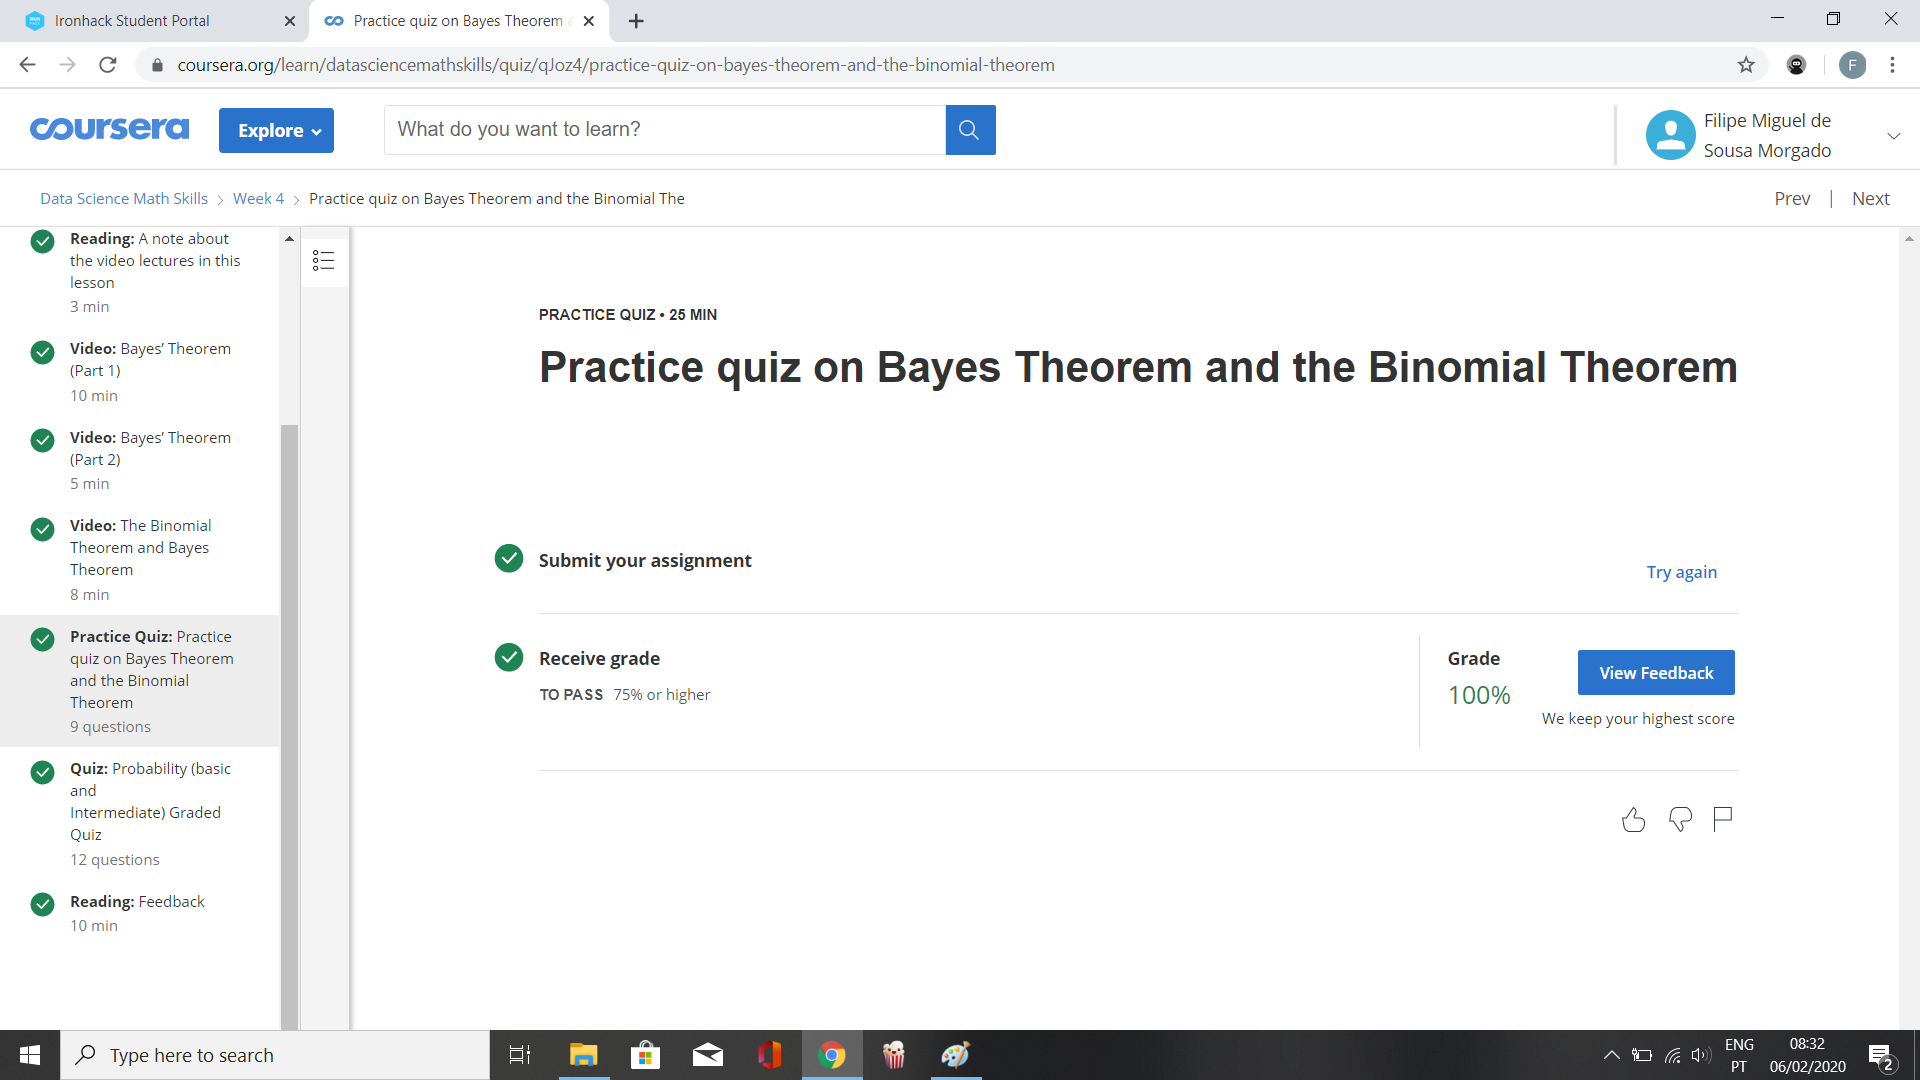 Ironhack Student Portal
Practice quiz on Bayes Theorem a
coursera.org/learn/datasciencemathskills/quiz/qJoz4/practice-quiz-on-bayes-theorem-and-the-binomial-theorem
F
coursera
Explore
What do you want to learn?
Filipe Miguel de
Sousa Morgado
Data Science Math Skills > Week 4 > Practice quiz on Bayes Theorem and the Binomial The
Prev | Next
Reading: A note about
the video lectures in this
lesson
3 min
Video: Bayes’ Theorem
(Part 1)
10 min
Video: Bayes’ Theorem
(Part 2)
5 min
Video: The Binomial
Theorem and Bayes
Theorem
8 min
Practice Quiz: Practice
quiz on Bayes Theorem
and the Binomial
Theorem
9 questions
Quiz: Probability (basic
and
Intermediate) Graded
Quiz
12 questions
Reading: Feedback
10 min
PRACTICE QUIZ • 25 MIN
Practice quiz on Bayes Theorem and the Binomial Theorem
Submit your assignment
Try again
Receive grade
TO PASS 75% or higher
Grade
100%
View Feedback
We keep your highest score
Type here to search
ENG
PT
08:32
06/02/2020
2